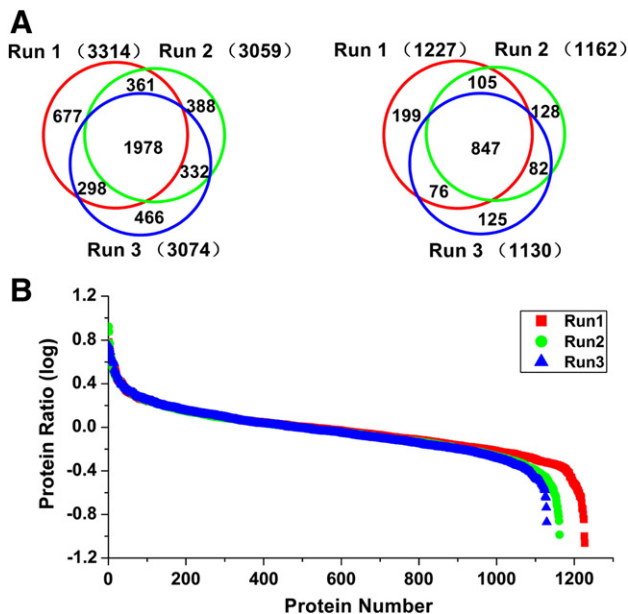 A
Run 1 （3314） Run 2 （3059）
361
677
388
1978
298
332
466
Run 3 （3074）
Run 1 （1227） Run 2 （1162）
105
199
128
847
76
82
125
Run 3 （1130）
B
Protein Ratio (log)
1.2
0.8
0.4
0.0
-0.4
-0.8
-1.2
Run1
Run2
Run3
0 200 400 600 800 1000 1200
Protein Number